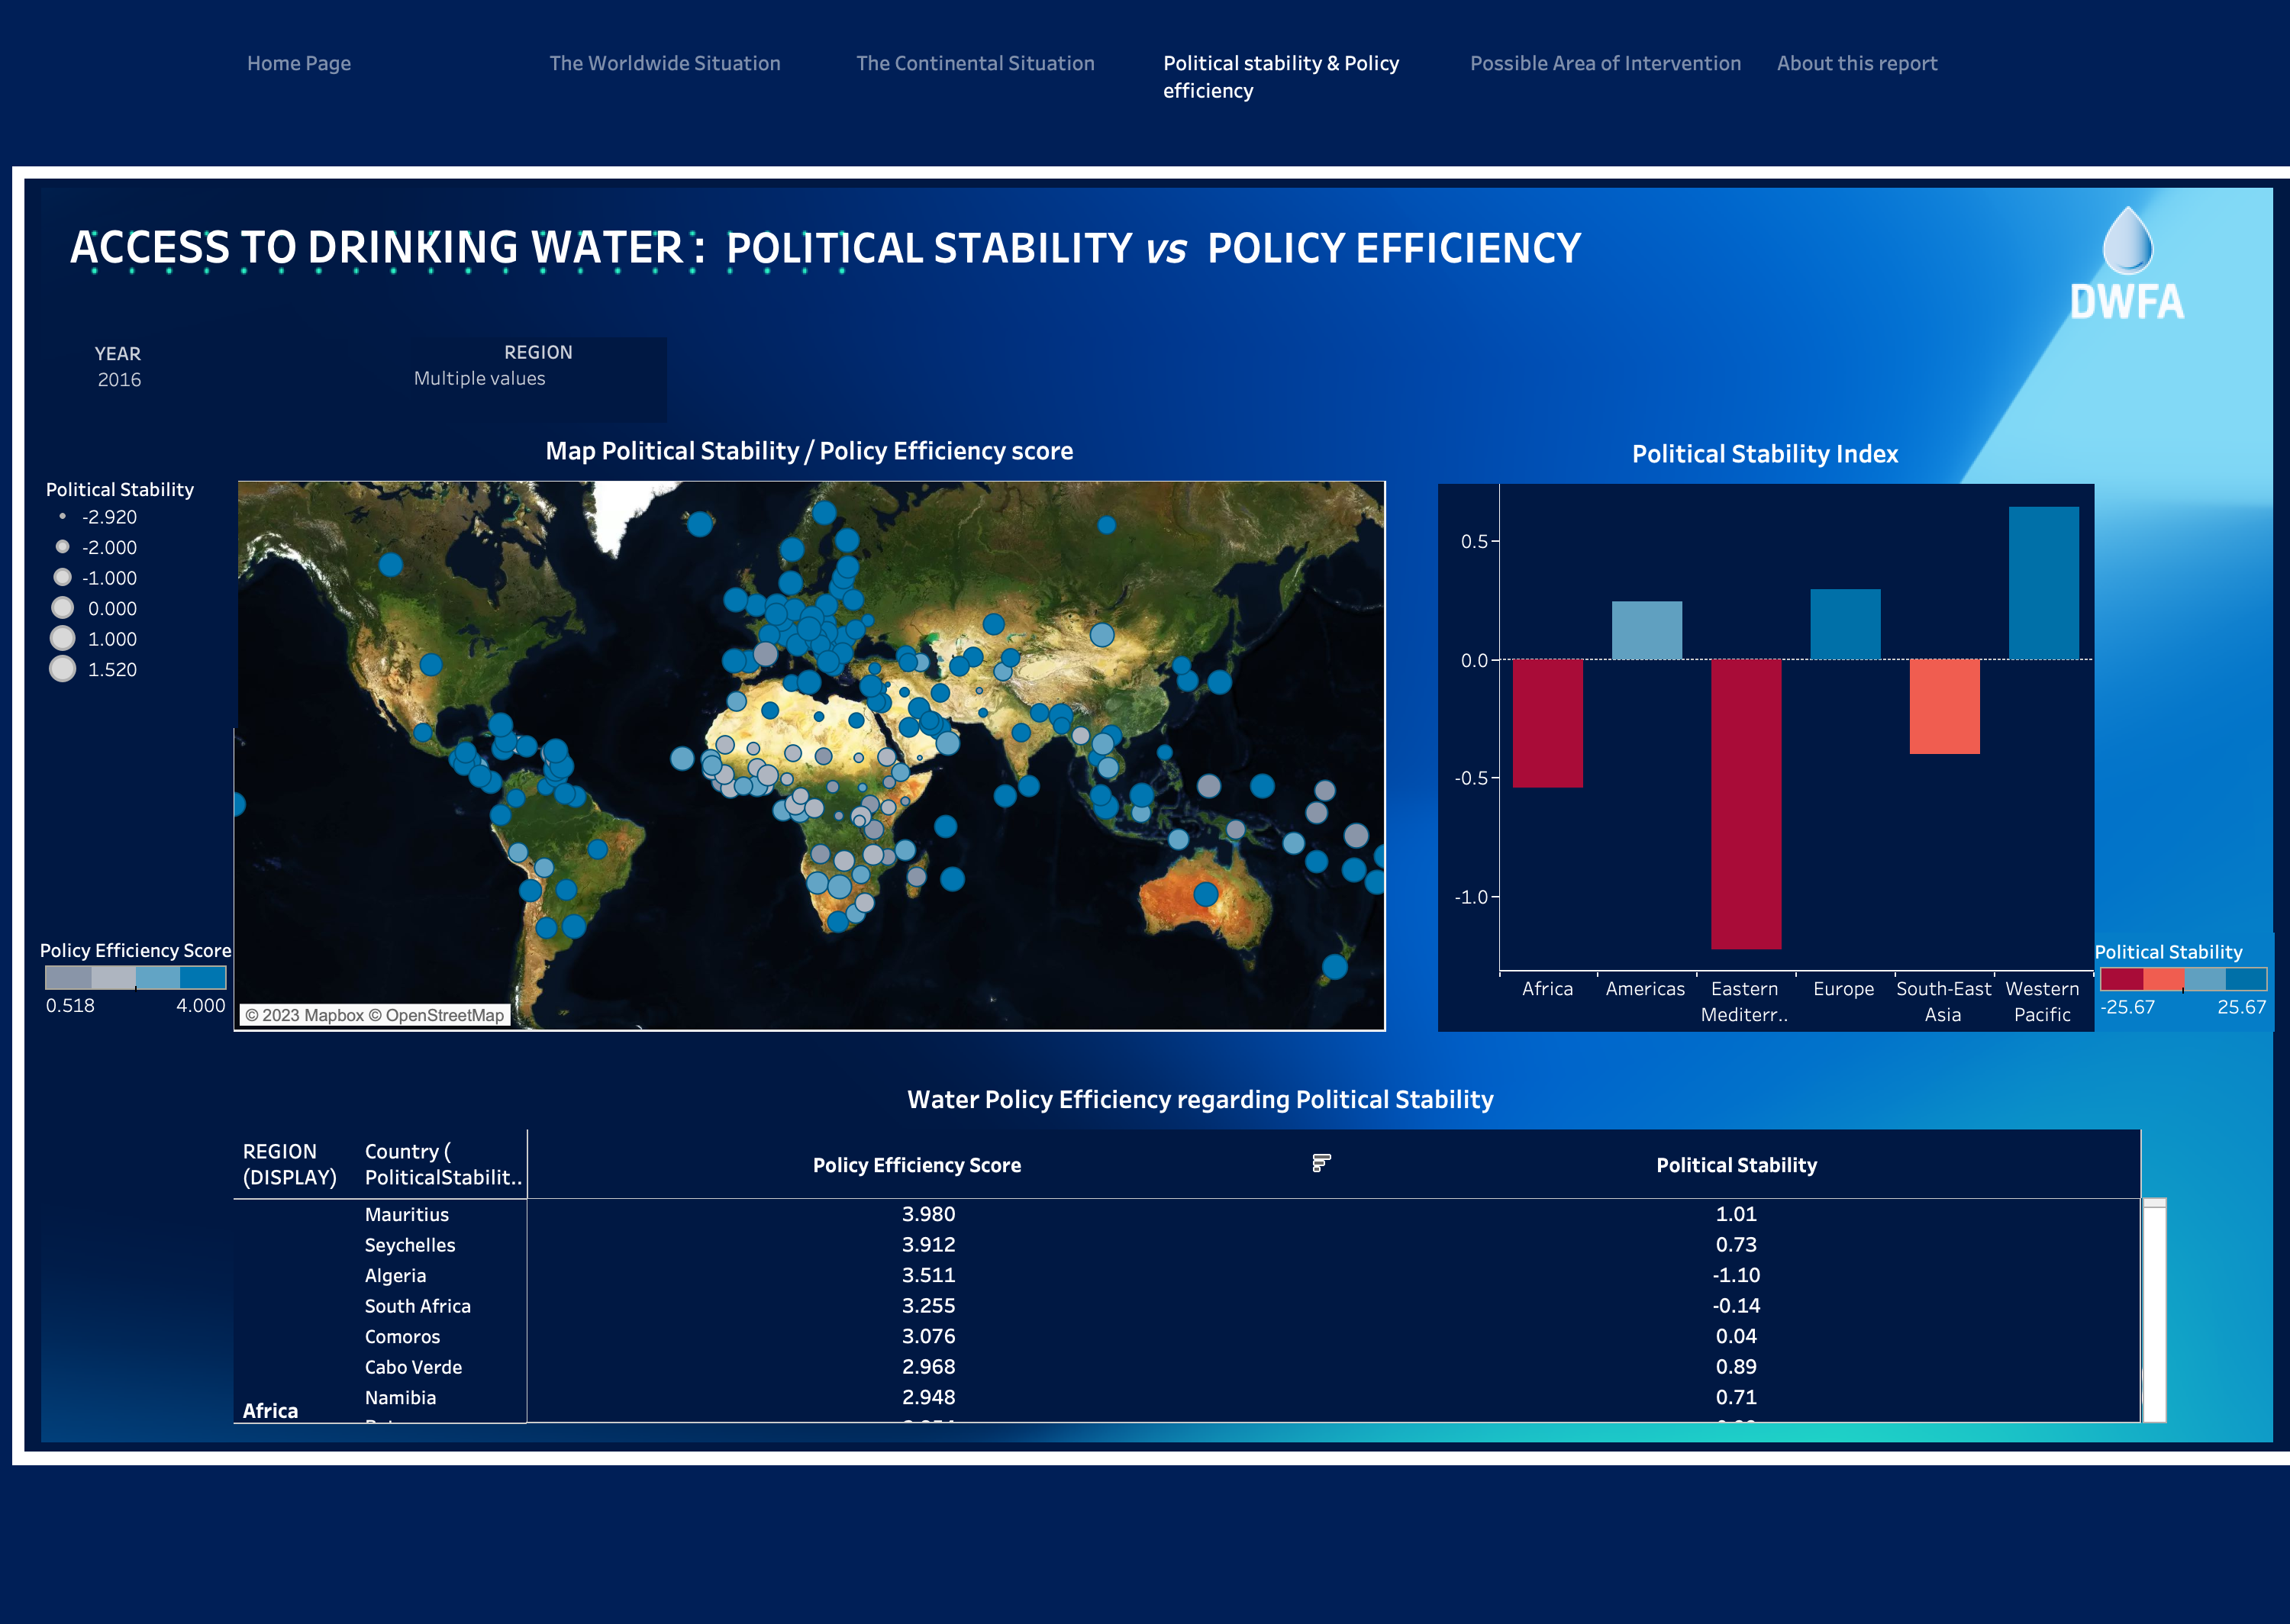 Home Page
The Worldwide Situation
The Continental Situation
Political stability & Policy
efficiency
Possible Area of Intervention
About this report
ACCESS TO DRINKING WATER : POLITICAL STABILITY vs POLICY EFFICIENCY
DWFA
YEAR
2016
REGION
Multiple values
Map Political Stability / Policy Efficiency score
Political Stability
-2.920
-2.000
-1.000
0.000
1.000
1.520
Policy Efficiency Score
0.518 4.000
© 2023 Mapbox © OpenStreetMap
Political Stability Index
0.5
0.0
-0.5
-1.0
Africa
Americas
Eastern
Mediterr..
Europe
South-East
Asia
Western
Pacific
Political Stability
-25.67 25.67
Water Policy Efficiency regarding Political Stability
REGION
(DISPLAY)
Country (
PoliticalStabilit..
Policy Efficiency Score
Political Stability
Mauritius 3.980 1.01
Seychelles 3.912 0.73
Algeria 3.511 -1.10
South Africa 3.255 -0.14
Comoros 3.076 0.04
Cabo Verde 2.968 0.89
Namibia 2.948 0.71
Africa